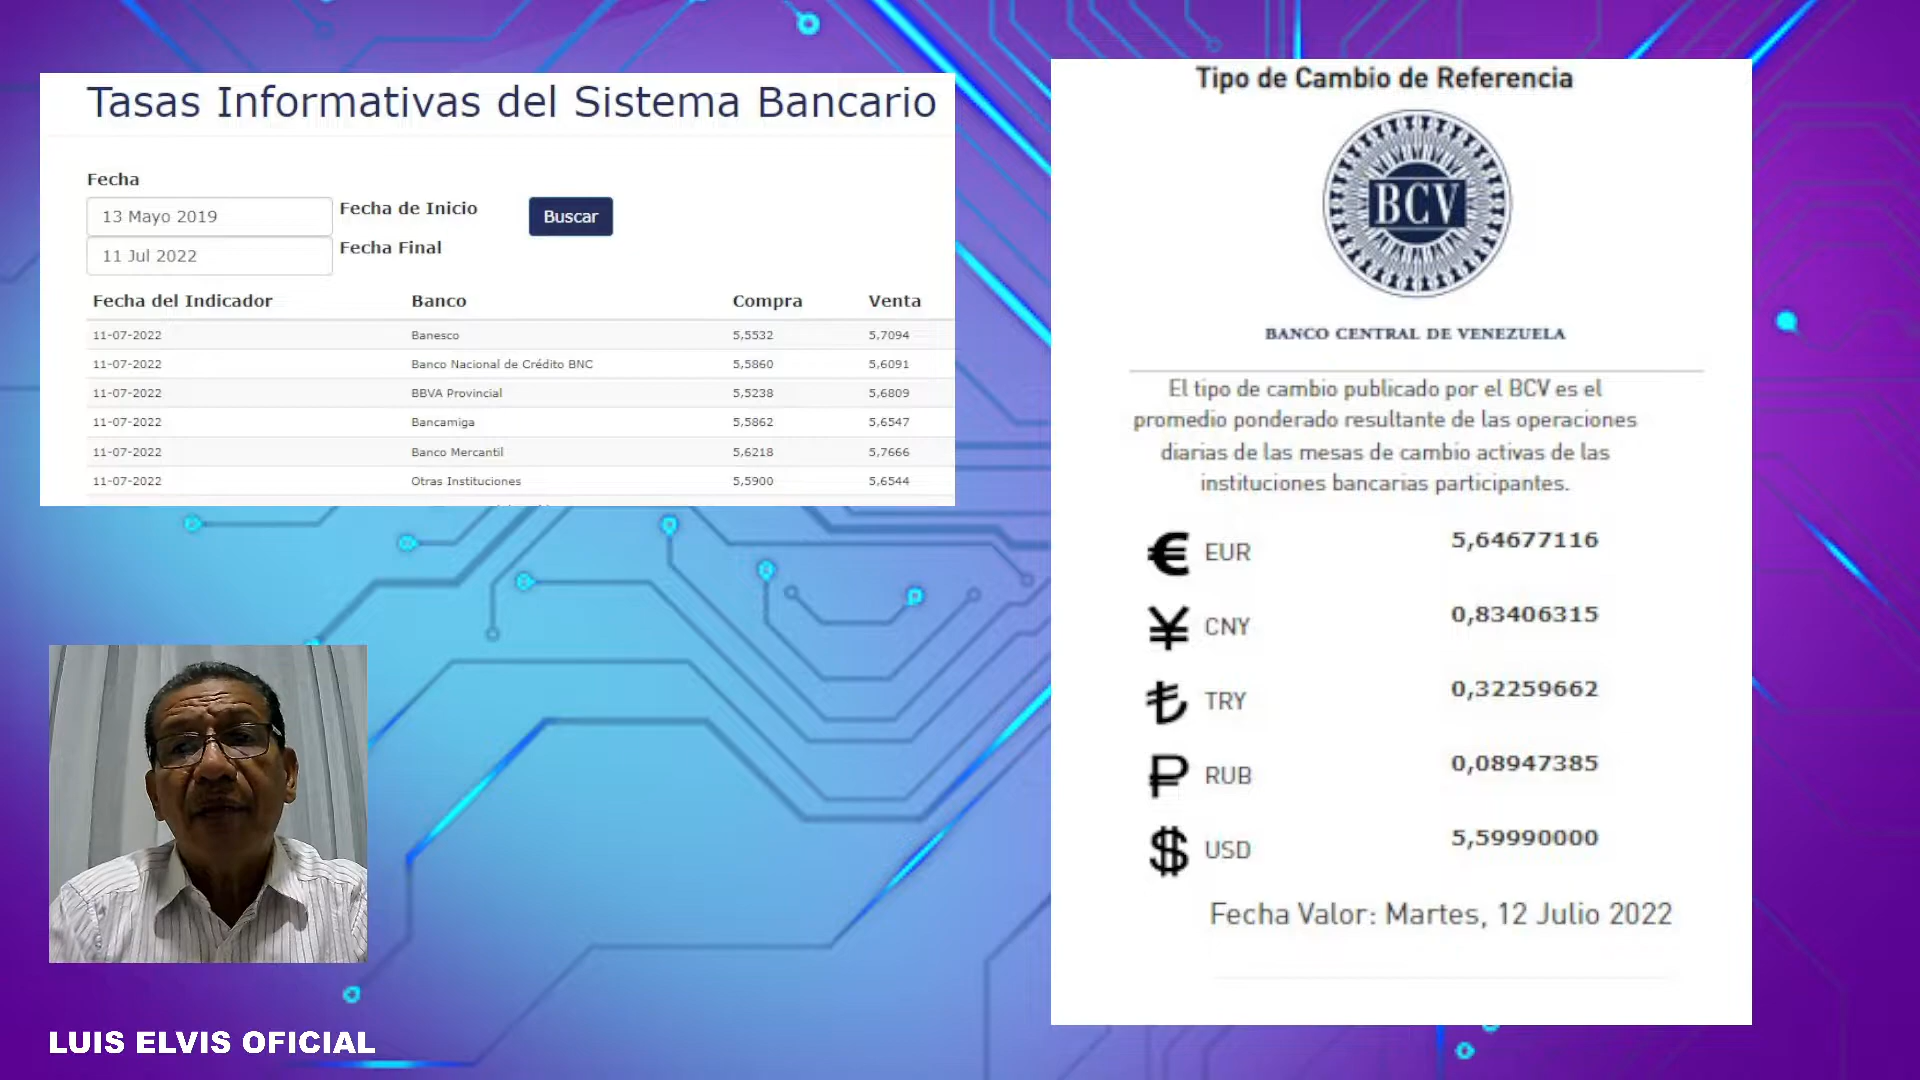 Tasas Informativas del Sistema Bancario
Fecha
13 Mayo 2019 Fecha de Inicio Buscar
11 Jul 2022 Fecha Final
Fecha del Indicador Banco Compra Venta
11-07-2022 Banesco 5,5532 5,7094
11-07-2022 Banco Nacional de Crédito BNC 5,5860 5,6091
11-07-2022 BBVA Provincial 5,5238 5,6809
11-07-2022 Bancamiga 5,5862 5,6547
11-07-2022 Banco Mercantil 5,6218 5,7666
11-07-2022 Otras Instituciones 5,5900 5,6544
LUIS ELVIS OFICIAL
Tipo de Cambio de Referencia
BCV
BANCO CENTRAL DE VENEZUELA
El tipo de cambio publicado por el BCV es el
promedio ponderado resultante de las operaciones
diarias de las mesas de cambio activas de las
instituciones bancarias participantes.
€ EUR 5,64677116
¥ CNY 0,83406315
₺ TRY 0,32259662
₽ RUB 0,08947385
$ USD 5,59990000
Fecha Valor: Martes, 12 Julio 2022